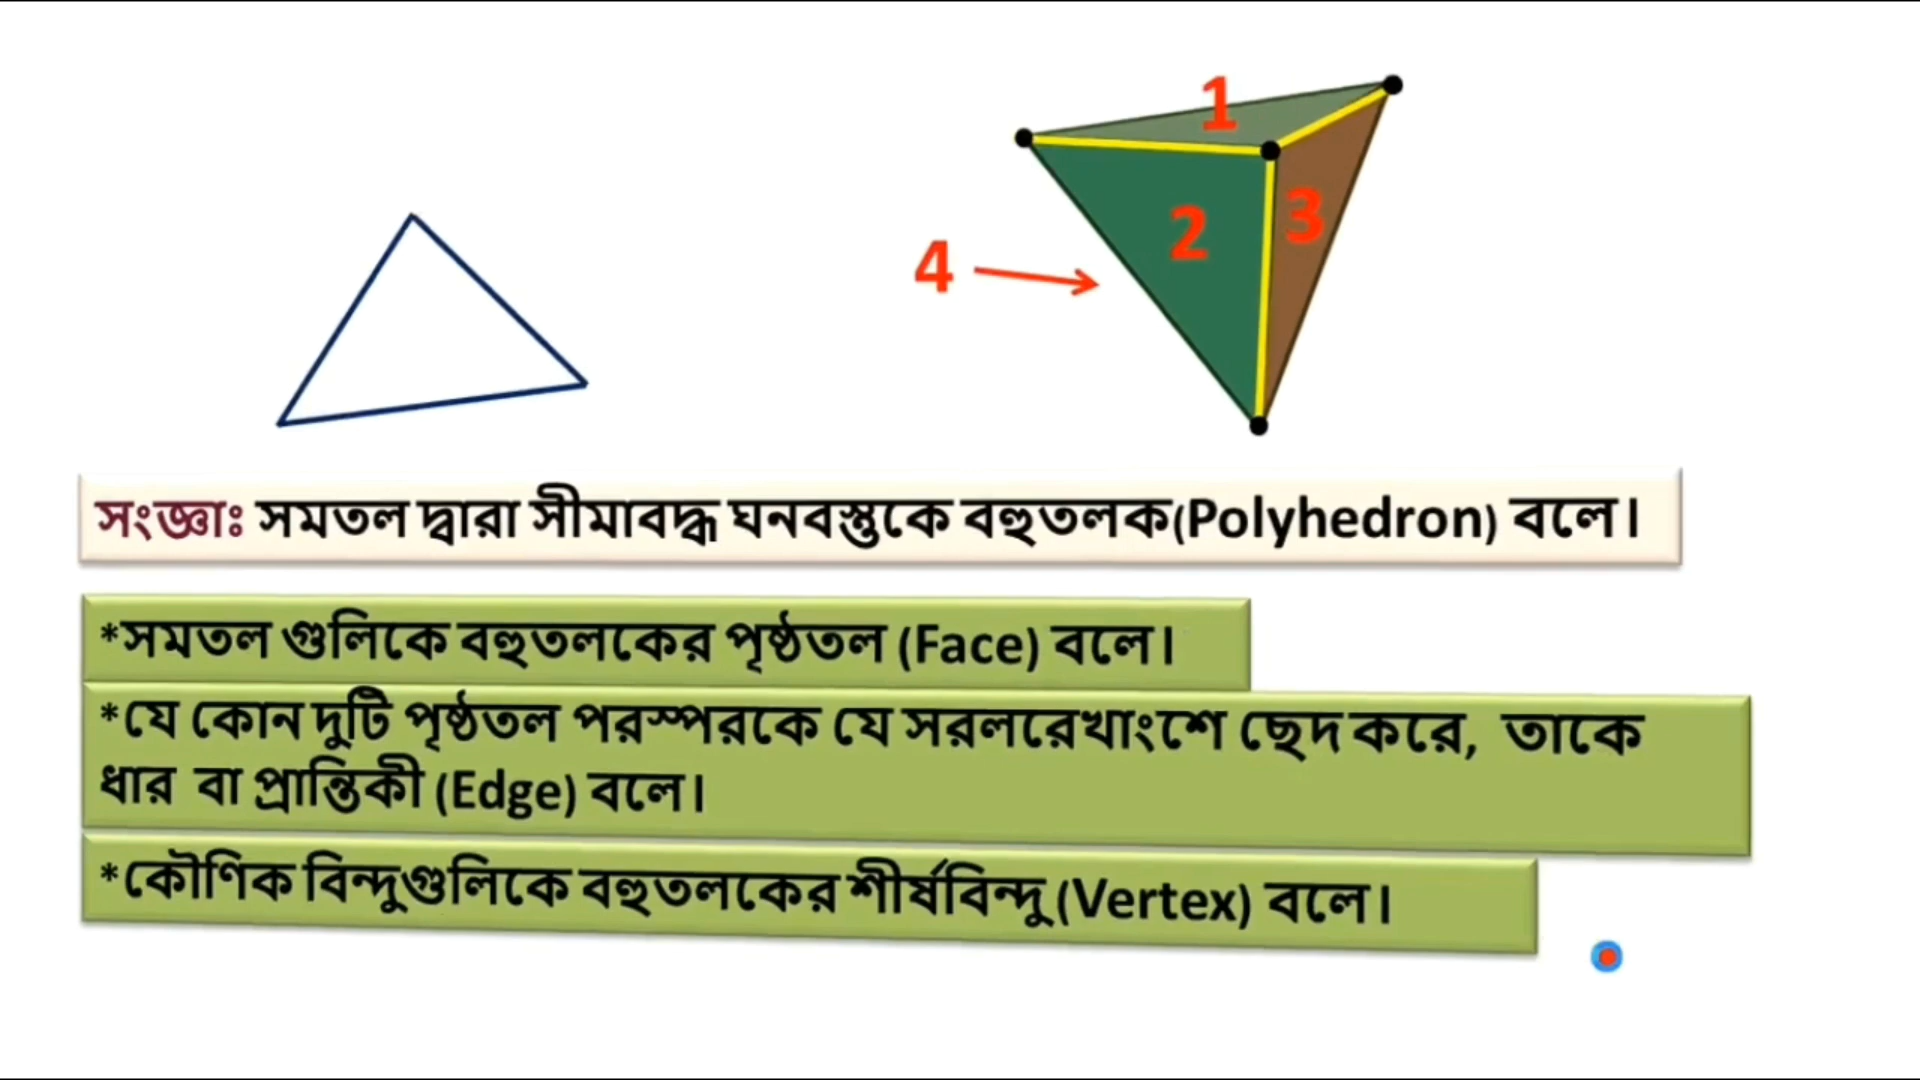 1
2
3
4
সংজ্ঞাঃ সমতল দ্বারা সীমাবদ্ধ ঘনবস্তুকে বহুতলক(Polyhedron) বলে।
*সমতল গুলিকে বহুতলকের পৃষ্ঠতল (Face) বলে।
*যে কোন দুটি পৃষ্ঠতল পরস্পরকে যে সরলরেখাংশে ছেদ করে, তাকে
ধার বা প্রান্তিকী (Edge) বলে।
*কৌণিক বিন্দুগুলিকে বহুতলকের শীর্ষবিন্দু (Vertex) বলে।